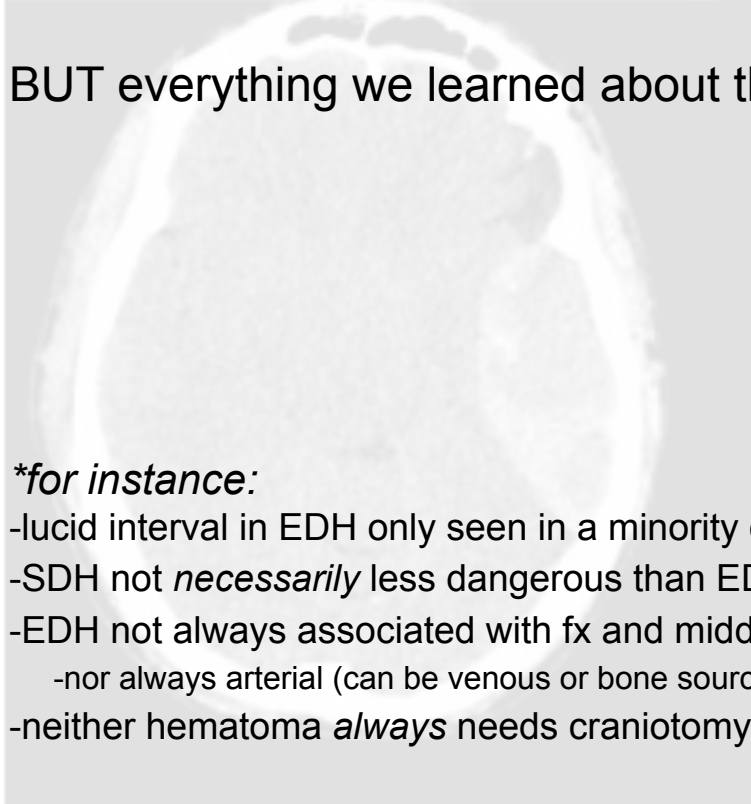 BUT everything we learned about th
*for instance:
-lucid interval in EDH only seen in a minority
-SDH not necessarily less dangerous than ED
-EDH not always associated with fx and midd
-nor always arterial (can be venous or bone sourc
-neither hematoma always needs craniotomy